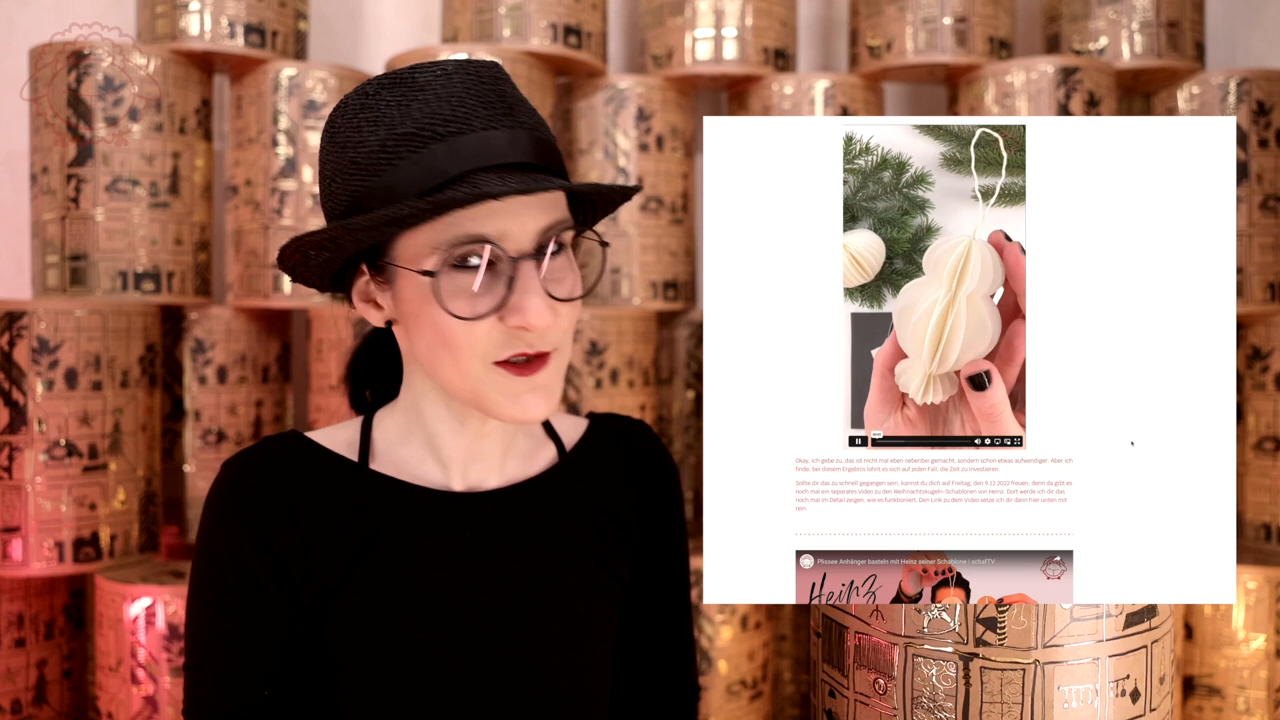 Okay, ich gebe zu, das ist nicht mal eben nebenbei gemacht, sondern schon etwas aufwendiger. Aber ich
finde, bei diesem Ergebnis lohnt es sich auf jeden Fall, die Zeit zu investieren.
Sollte dir das zu schnell gegangen sein, kannst du dich auf Freitag, den 9.12.2022 freuen, denn da gibt es
noch mal ein separates Video zu den Weihnachtskugeln-Schablonen von Heinz. Dort werde ich dir das
noch mal im Detail zeigen, wie es funktioniert. Den Link zu dem Video setze ich dir dann hier unten mit
rein.
Plissee Anhänger basteln mit Heinz seiner Schablone | schafTV
Heinz